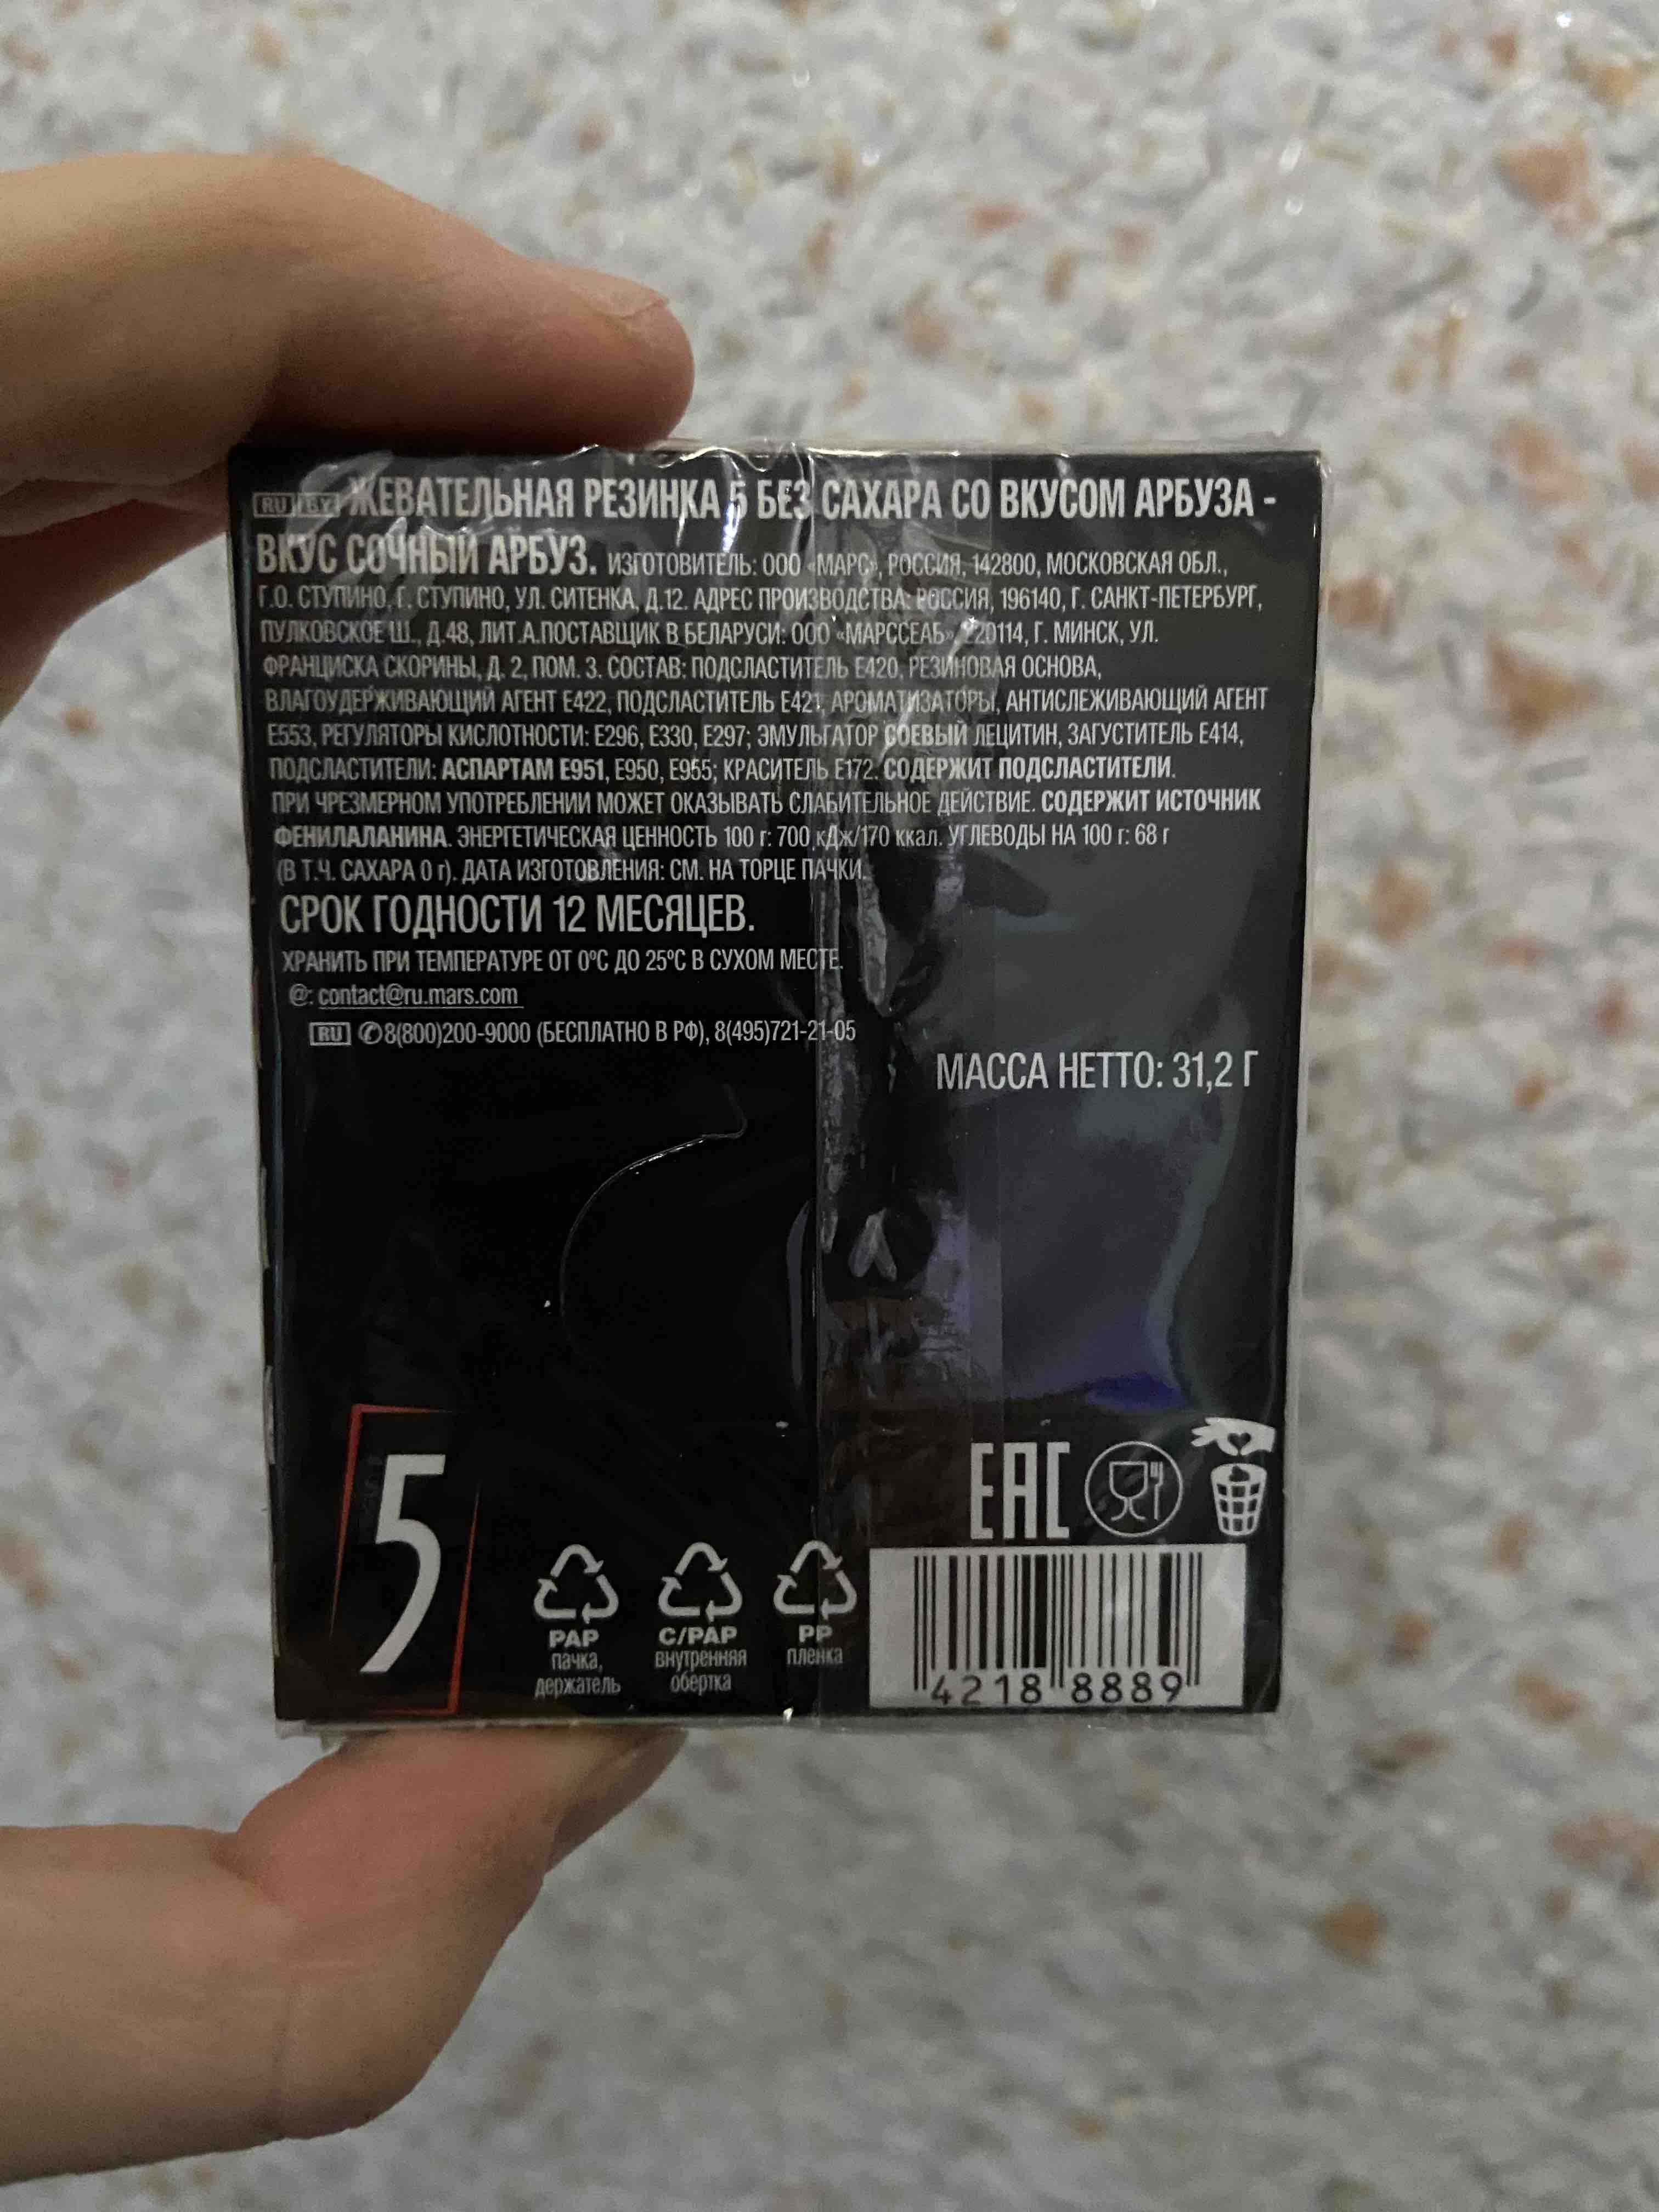 RU BY ЖЕВАТЕЛЬНАЯ РЕЗИНКА 5 БЕЗ САХАРА СО ВКУСОМ АРБУЗА -
ВКУС СОЧНЫЙ АРБУЗ. ИЗГОТОВИТЕЛЬ: ООО «МАРС», РОССИЯ, 142800, МОСКОВСКАЯ ОБЛ.,
Г.О. СТУПИНО, Г. СТУПИНО, УЛ. СИТЕНКА, Д.12. АДРЕС ПРОИЗВОДСТВА: РОССИЯ, 196140, Г. САНКТ-ПЕТЕРБУРГ,
ПУЛКОВСКОЕ Ш., Д.48, ЛИТ.А.ПОСТАВЩИК В БЕЛАРУСИ: ООО «МАРССЕАБ», 220114, Г. МИНСК, УЛ.
ФРАНЦИСКА СКОРИНЫ, Д. 2, ПОМ. 3. СОСТАВ: ПОДСЛАСТИТЕЛЬ Е420, РЕЗИНОВАЯ ОСНОВА,
ВЛАГОУДЕРЖИВАЮЩИЙ АГЕНТ Е422, ПОДСЛАСТИТЕЛЬ Е421, АРОМАТИЗАТОРЫ, АНТИСЛЕЖИВАЮЩИЙ АГЕНТ
Е553, РЕГУЛЯТОРЫ КИСЛОТНОСТИ: Е296, Е330, Е297; ЭМУЛЬГАТОР СОЕВЫЙ ЛЕЦИТИН, ЗАГУСТИТЕЛЬ Е414,
ПОДСЛАСТИТЕЛИ: АСПАРТАМ Е951, Е950, Е955; КРАСИТЕЛЬ Е172. СОДЕРЖИТ ПОДСЛАСТИТЕЛИ.
ПРИ ЧРЕЗМЕРНОМ УПОТРЕБЛЕНИИ МОЖЕТ ОКАЗЫВАТЬ СЛАБИТЕЛЬНОЕ ДЕЙСТВИЕ. СОДЕРЖИТ ИСТОЧНИК
ФЕНИЛАЛАНИНА. ЭНЕРГЕТИЧЕСКАЯ ЦЕННОСТЬ 100 г: 700 кДж/170 ккал. УГЛЕВОДЫ НА 100 г: 68 г
(В Т.Ч. САХАРА 0 г). ДАТА ИЗГОТОВЛЕНИЯ: СМ. НА ТОРЦЕ ПАЧКИ.
СРОК ГОДНОСТИ 12 МЕСЯЦЕВ.
ХРАНИТЬ ПРИ ТЕМПЕРАТУРЕ ОТ 0ºС ДО 25ºС В СУХОМ МЕСТЕ.
@: contact@ru.mars.com
RU ✆8(800)200-9000 (БЕСПЛАТНО В РФ), 8(495)721-21-05
МАССА НЕТТО: 31,2 Г
EAC
5
PAP
пачка,
держатель
C/PAP
внутренняя
обертка
PP
пленка
4218 8889